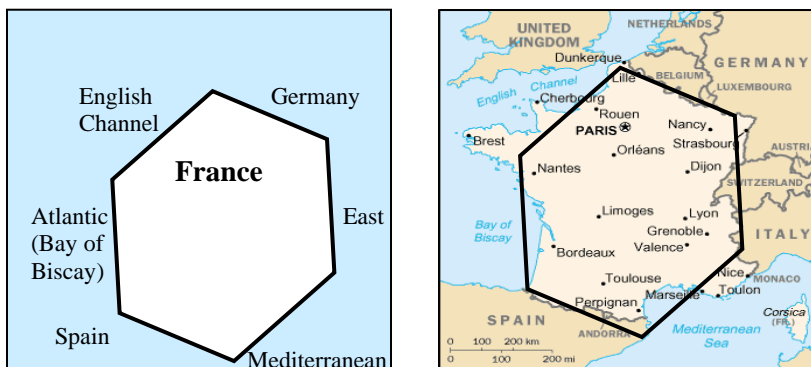 English
Channel
Germany
France
Atlantic
(Bay of
Biscay)
East
Spain
Mediterranean
UNITED
KINGDOM
NETHERLANDS
Dunkerque
GERMANY
Lille
BELGIUM
LUXEMBOURG
English Channel
Cherbourg
Rouen
PARIS
Nancy
Strasbourg
Brest
Orléans
AUSTRIA
Nantes
Dijon
SWITZERLAND
Bay of
Biscay
Limoges
Lyon
Grenoble
ITALY
Bordeaux
Valence
Toulouse
Nice
MONACO
Marseille
Toulon
Perpignan
Corsica
(FR.)
SPAIN
ANDORRA
Mediterranean
Sea
0 100 200 km
0 100 200 mi